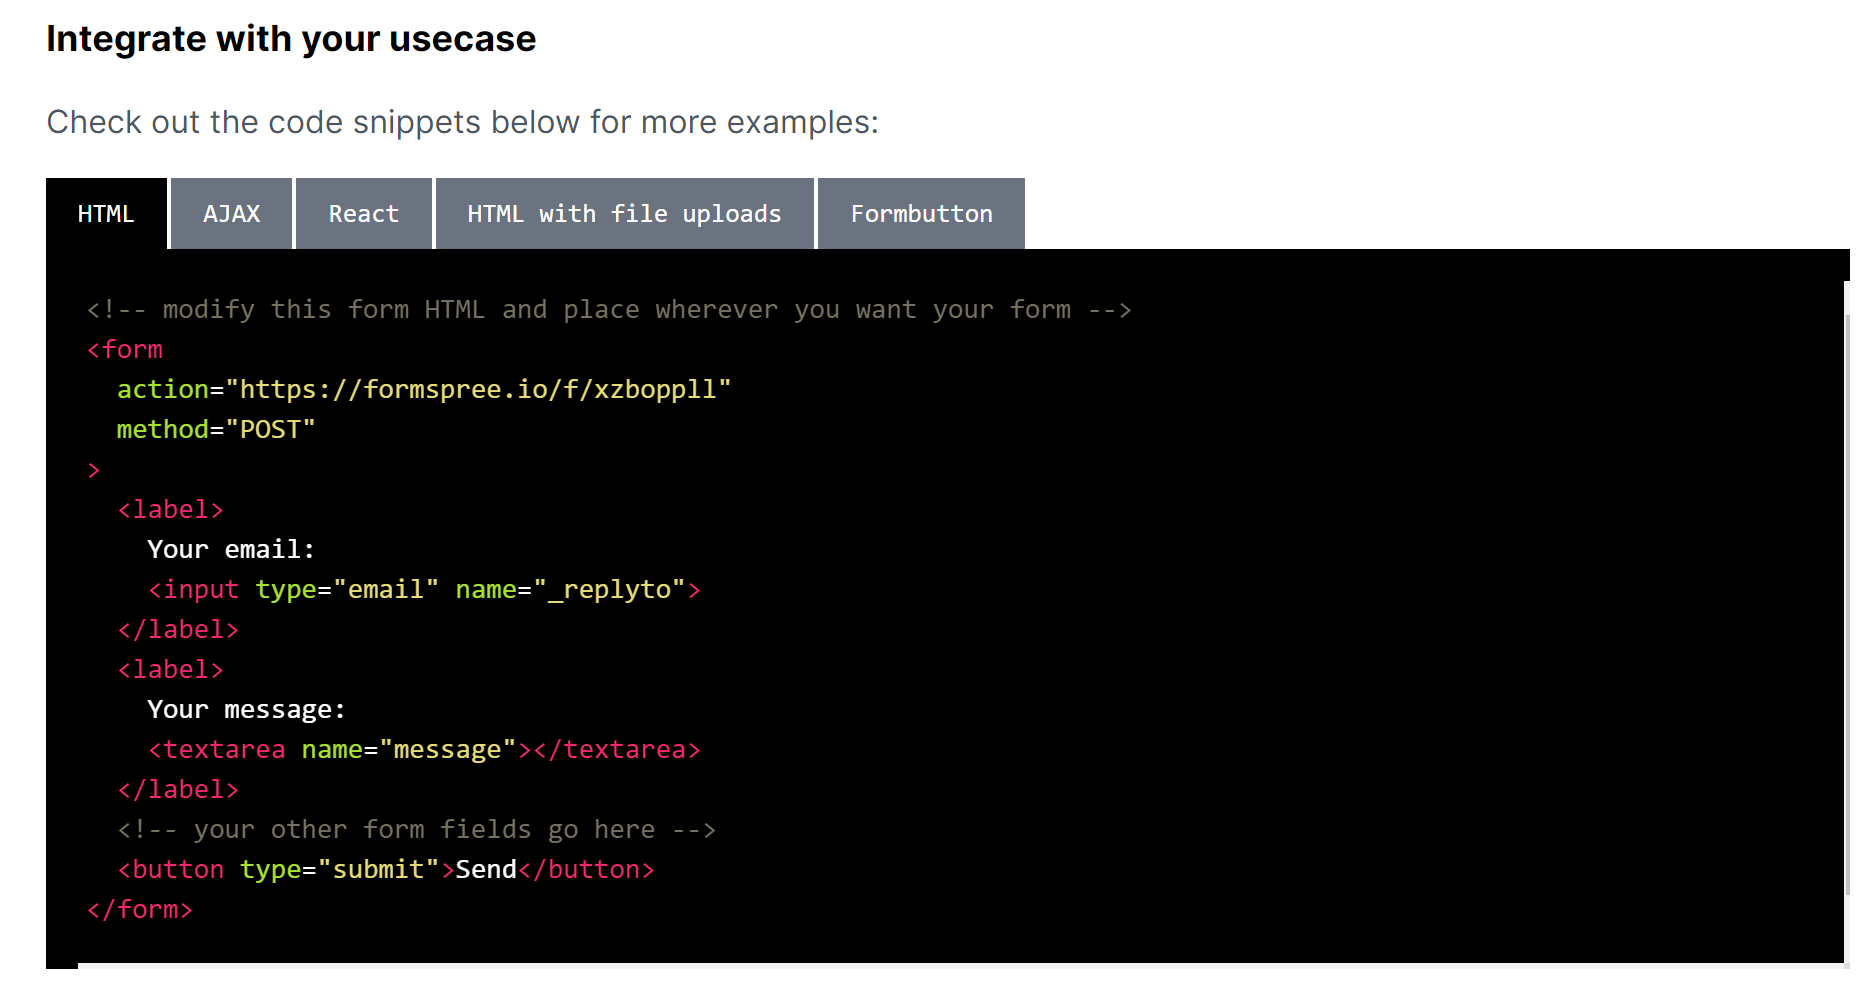 Integrate with your usecase
Check out the code snippets below for more examples:
HTML AJAX React HTML with file uploads Formbutton
<!-- modify this form HTML and place wherever you want your form -->
<form
  action="https://formspree.io/f/xzboppll"
  method="POST"
>
  <label>
    Your email:
    <input type="email" name="_replyto">
  </label>
  <label>
    Your message:
    <textarea name="message"></textarea>
  </label>
  <!-- your other form fields go here -->
  <button type="submit">Send</button>
</form>